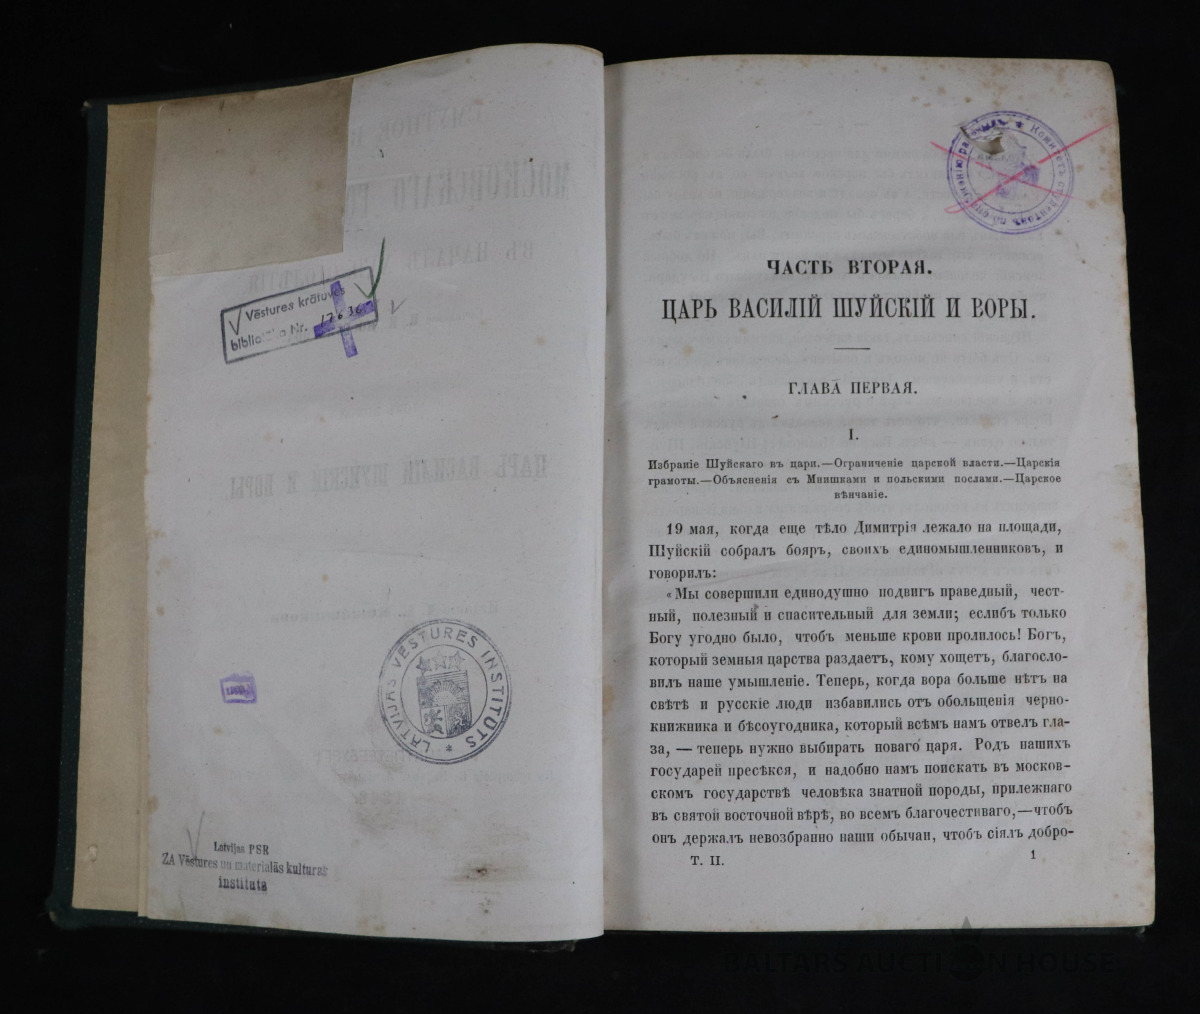 Vēstures krātuves
bibliotēka Nr. 17636
LATVIJAS VĒSTURES INSTITŪTS
Latvijas PSR
ZA Vēstures un materialās kulturas
institūta
Комитетъ студентовъ по
ЧАСТЬ ВТОРАЯ.
ЦАРЬ ВАСИЛІЙ ШУЙСКІЙ И ВОРЫ.
ГЛАВА ПЕРВАЯ.
I.
Избраніе Шуйскаго въ цари.—Ограниченіе царской власти.—Царскія
грамоты.—Объясненія съ Мнишками и польскими послами.—Царское
вѣнчаніе.
19 мая, когда еще тѣло Димитрія лежало на площади,
Шуйскій собралъ бояръ, своихъ единомышленниковъ, и
говорилъ:
«Мы совершили единодушно подвигъ праведный, чест-
ный, полезный и спасительный для земли; еслибъ только
Богу угодно было, чтобъ меньше крови пролилось! Богъ,
который земныя царства раздаетъ, кому хощетъ, благосло-
вилъ наше умышленіе. Теперь, когда вора больше нѣтъ на
свѣтѣ и русскіе люди избавились отъ обольщенія черно-
книжника и бѣсоугодника, который всѣмъ намъ отвелъ гла-
за, — теперь нужно выбирать новаго царя. Родъ нашихъ
государей пресѣкся, и надобно намъ поискать въ москов-
скомъ государствѣ человѣка знатной породы, прилежнаго
въ святой восточной вѣрѣ, во всемъ благочестиваго,—чтобъ
онъ держалъ невозбранно наши обычаи, чтобъ сіялъ добро-
Т. II. 1
BALTARS AUCTION HOUSE